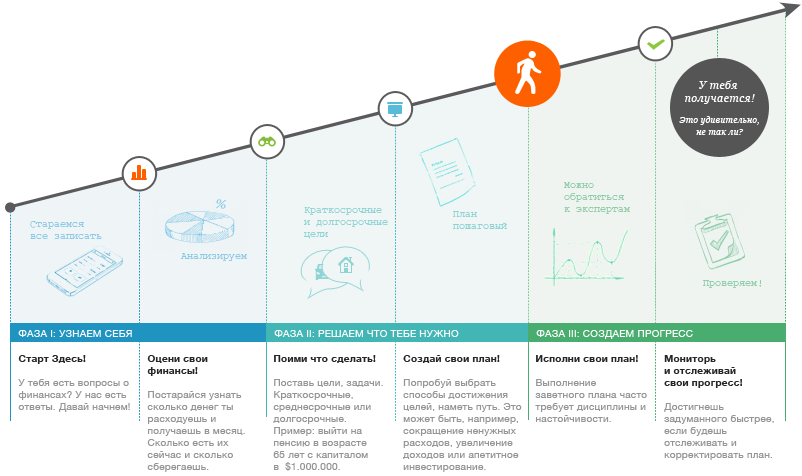 У тебя
получается!
Это удивительно,
не так ли?
Стараемся
все записать
%
Анализируем
Краткосрочные
и долгосрочные
цели
План
пошаговый
Можно
обратиться
к экспертам
Проверяем!
ФАЗА I: УЗНАЕМ СЕБЯ
ФАЗА II: РЕШАЕМ ЧТО ТЕБЕ НУЖНО
ФАЗА III: СОЗДАЕМ ПРОГРЕСС
Старт Здесь!
У тебя есть вопросы о
финансах? У нас есть
ответы. Давай начнем!
Оцени свои
финансы!
Постарайся узнать
сколько денег ты
расходуешь и
получаешь в месяц.
Сколько есть их
сейчас и сколько
сберегаешь.
Поими что сделать!
Поставь цели, задачи.
Краткосрочные,
среднесрочные или
долгосрочные.
Пример: выйти на
пенсию в возрасте
65 лет с капиталом
в $1.000.000.
Создай свои план!
Попробуй выбрать
способы достижения
целей, наметь путь. Это
может быть, например,
сокращение ненужных
расходов, увеличение
доходов или апетитное
инвестирование.
Исполни свои план!
Выполнение
заветного плана часто
требует дисциплины и
настойчивости.
Мониторь
и отслеживай
свои прогресс!
Достигнешь
задуманного быстрее,
если будешь
отслеживать и
корректировать план.